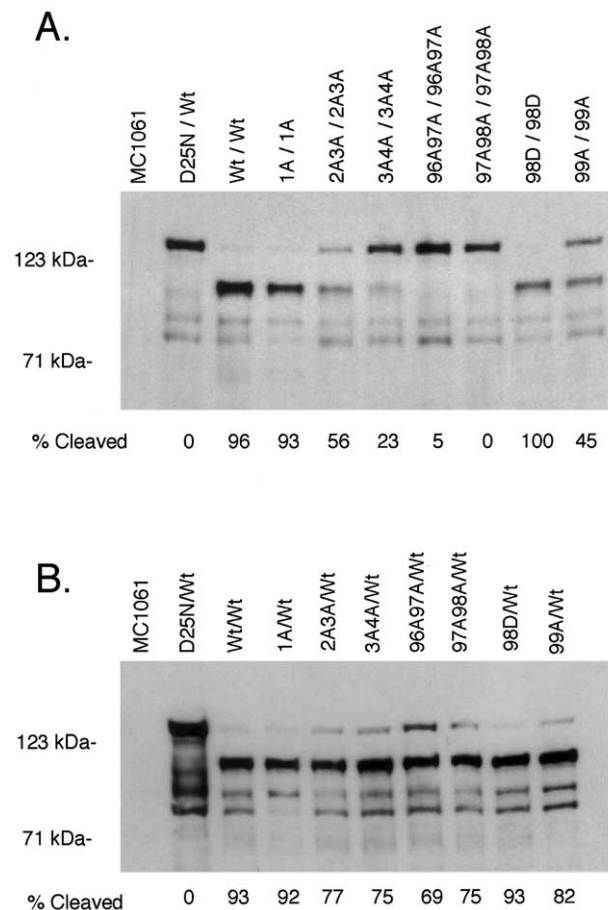 A.
MC1061
D25N / Wt
Wt / Wt
1A / 1A
2A3A / 2A3A
3A4A / 3A4A
96A97A / 96A97A
97A98A / 97A98A
98D / 98D
99A / 99A
123 kDa-
71 kDa-
% Cleaved 0 96 93 56 23 5 0 100 45
B.
MC1061
D25N/Wt
Wt/Wt
1A/Wt
2A3A/Wt
3A4A/Wt
96A97A/Wt
97A98A/Wt
98D/Wt
99A/Wt
123 kDa-
71 kDa-
% Cleaved 0 93 92 77 75 69 75 93 82